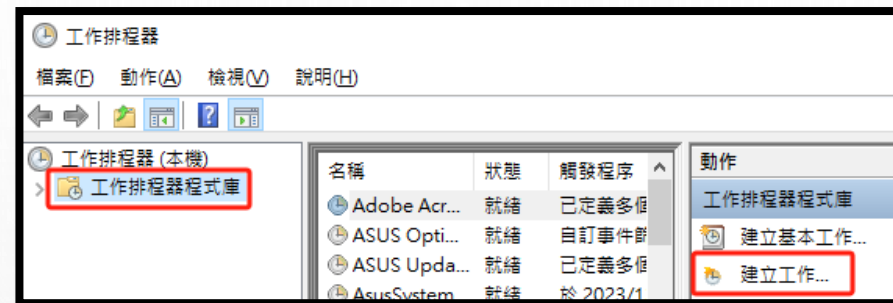 工作排程器
檔案(F) 動作(A) 檢視(V) 說明(H)
工作排程器 (本機)
工作排程器程式庫
名稱 狀態 觸發程序
Adobe Acr... 就緒 已定義多個
ASUS Opti... 就緒 自訂事件篩
ASUS Upda... 就緒 已定義多個
AsusSystem 就緒 於 2023/1
動作
工作排程器程式庫
建立基本工作...
建立工作...